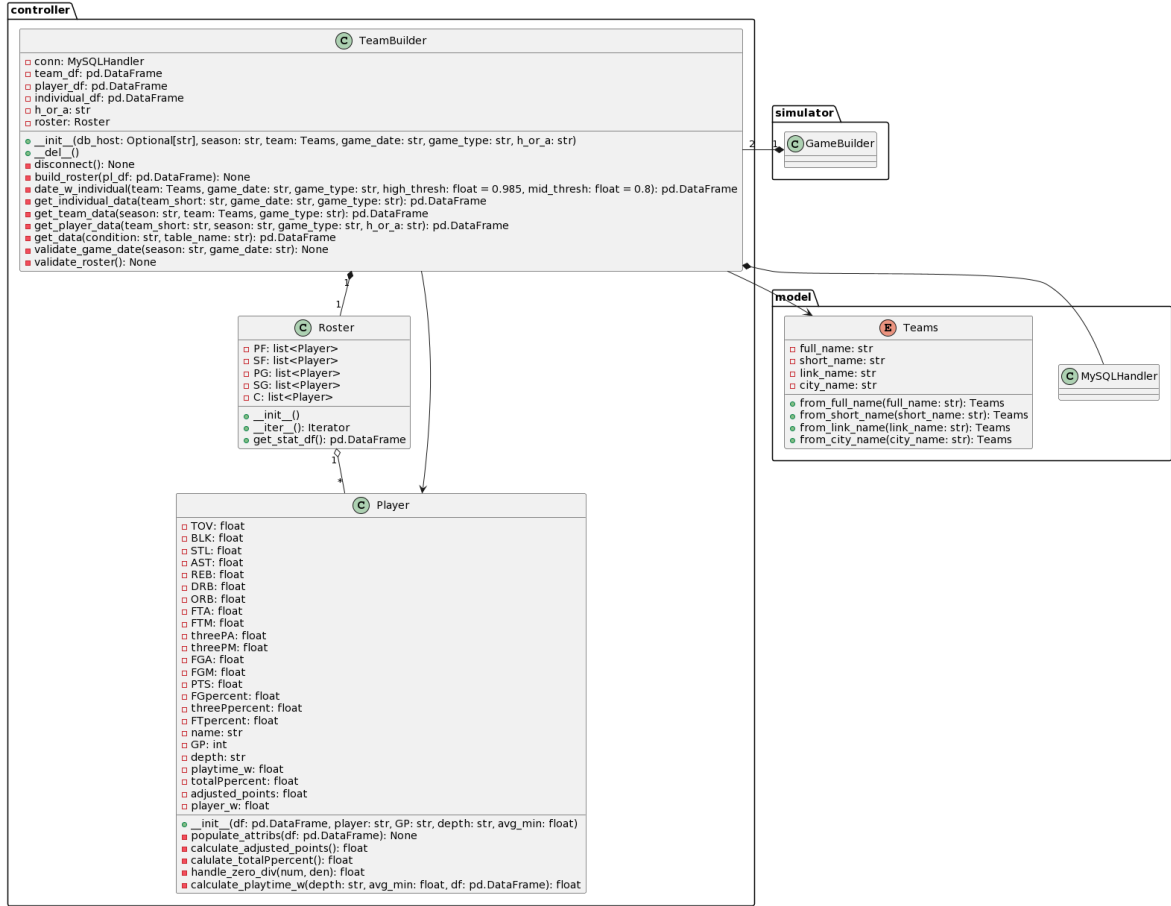 controller
C TeamBuilder
conn: MySQLHandler
team_df: pd.DataFrame
player_df: pd.DataFrame
individual_df: pd.DataFrame
h_or_a: str
roster: Roster
__init__(db_host: Optional[str], season: str, team: Teams, game_date: str, game_type: str, h_or_a: str)
__del__()
disconnect(): None
build_roster(pl_df: pd.DataFrame): None
date_w_individual(team: Teams, game_date: str, game_type: str, high_thresh: float = 0.985, mid_thresh: float = 0.8): pd.DataFrame
get_individual_data(team_short: str, game_date: str, game_type: str): pd.DataFrame
get_team_data(season: str, team: Teams, game_type: str): pd.DataFrame
get_player_data(team_short: str, season: str, game_type: str, h_or_a: str): pd.DataFrame
get_data(condition: str, table_name: str): pd.DataFrame
validate_game_date(season: str, game_date: str): None
validate_roster(): None
simulator
2 1
C GameBuilder
model
E Teams
full_name: str
short_name: str
link_name: str
city_name: str
from_full_name(full_name: str): Teams
from_short_name(short_name: str): Teams
from_link_name(link_name: str): Teams
from_city_name(city_name: str): Teams
C MySQLHandler
1
1
C Roster
PF: list<Player>
SF: list<Player>
PG: list<Player>
SG: list<Player>
C: list<Player>
__init__()
__iter__(): Iterator
get_stat_df(): pd.DataFrame
1
*
C Player
TOV: float
BLK: float
STL: float
AST: float
REB: float
DRB: float
ORB: float
FTA: float
FTM: float
threePA: float
threePM: float
FGA: float
FGM: float
PTS: float
FGpercent: float
threePpercent: float
FTpercent: float
name: str
GP: int
depth: str
playtime_w: float
totalPpercent: float
adjusted_points: float
player_w: float
__init__(df: pd.DataFrame, player: str, GP: str, depth: str, avg_min: float)
populate_attribs(df: pd.DataFrame): None
calculate_adjusted_points(): float
calulate_totalPpercent(): float
handle_zero_div(num, den): float
calculate_playtime_w(depth: str, avg_min: float, df: pd.DataFrame): float